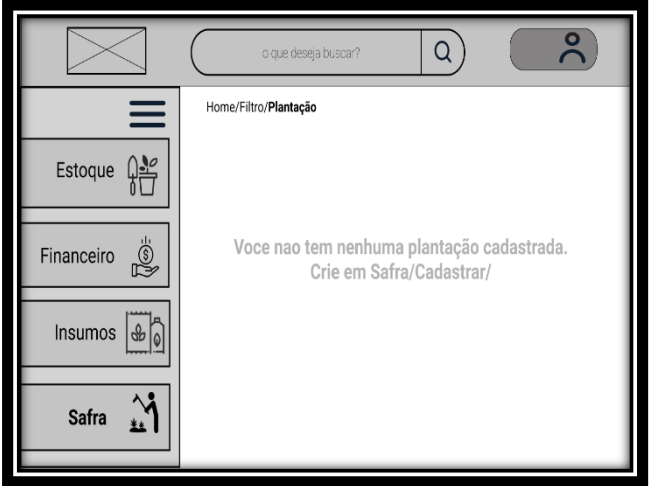 o que deseja buscar?
Home/Filtro/Plantação
Estoque
Financeiro
Insumos
Safra
Voce nao tem nenhuma plantação cadastrada.
Crie em Safra/Cadastrar/